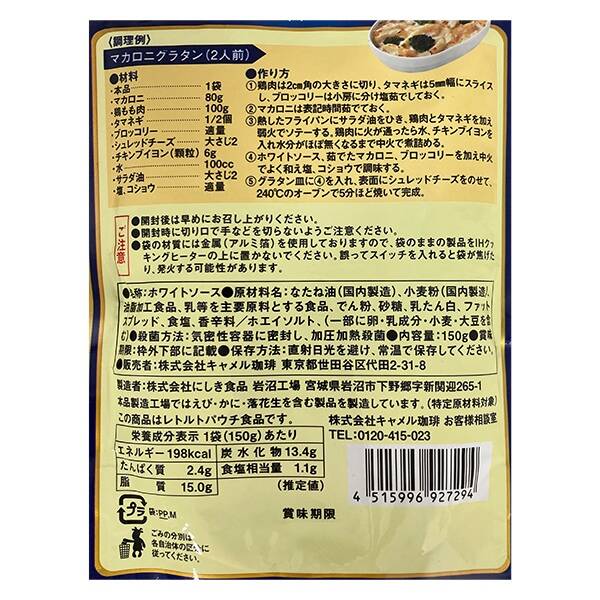 〈調理例〉
マカロニグラタン(2人前)
●材料
・本品 1袋
・マカロニ 80g
・鶏もも肉 100g
・タマネギ 1/2個
・ブロッコリー 適量
・シュレッドチーズ 大さじ2
・チキンブイヨン(顆粒) 6g
・水 100cc
・サラダ油 大さじ2
・塩、コショウ 適量
●作り方
①鶏肉は2cm角の大きさに切り、タマネギは5mm幅にスライス
し、ブロッコリーは小房に分け塩茹でしておく。
②マカロニは表記時間茹でておく。
③熱したフライパンにサラダ油をひき、鶏肉とタマネギを加え
弱火でソテーする。鶏肉に火が通ったら水、チキンブイヨンを
入れ水分がほぼ無くなるまで中火で煮詰める。
④ホワイトソース、茹でたマカロニ、ブロッコリーを加え中火
でよく和え塩、コショウで調味する。
⑤グラタン皿に④を入れ、表面にシュレッドチーズをのせて、
240℃のオーブンで5分ほど焼いて完成。
ご注意
●開封後は早めにお召し上がりください。
●開封時に切り口で手などを切らないようご注意ください。
●袋の材質には金属(アルミ箔)を使用しておりますので、袋のままの製品をIHクッ
キングヒーターの上に置かないでください。誤ってスイッチを入れると袋が焦げた
り、発火する可能性があります。
●名称:ホワイトソース●原材料名:なたね油(国内製造)、小麦粉(国内製造)、
油脂加工食品、乳等を主要原料とする食品、でん粉、砂糖、乳たん白、ファット
スプレッド、食塩、香辛料/ホエイソルト、(一部に卵・乳成分・小麦・大豆を含
む)●殺菌方法:気密性容器に密封し、加圧加熱殺菌●内容量:150g●賞味
期限:枠外下部に記載●保存方法:直射日光を避け、常温で保存してください。
●販売者:株式会社キャメル珈琲 東京都世田谷区代田2-31-8
製造者:株式会社にしき食品 岩沼工場 宮城県岩沼市下野郷字新関迎265-1
本品製造工場ではえび・かに・落花生を含む製品を製造しています。(特定原材料対象)
この商品はレトルトパウチ食品です。
栄養成分表示 1袋(150g)あたり
エネルギー 198kcal 炭水化物 13.4g
たんぱく質 2.4g 食塩相当量 1.1g
脂質 15.0g (推定値)
株式会社キャメル珈琲 お客様相談室
TEL:0120-415-023
4 515996 927294
プラ 袋:PP,M
賞味期限
ごみの分別は
各自治体の区分に
従ってください。